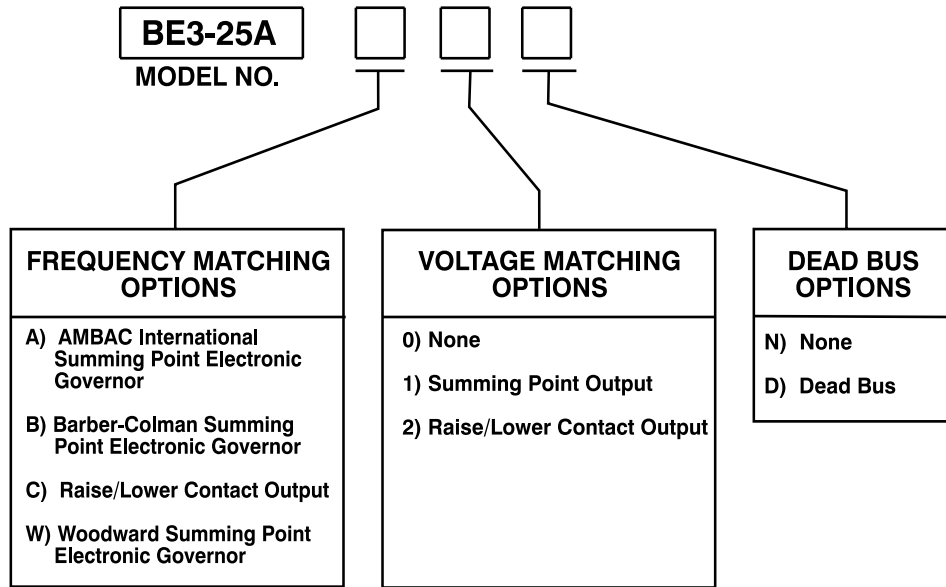 BE3-25A
MODEL NO.
FREQUENCY MATCHING
OPTIONS
A) AMBAC International
Summing Point Electronic
Governor
B) Barber-Colman Summing
Point Electronic Governor
C) Raise/Lower Contact Output
W) Woodward Summing Point
Electronic Governor
VOLTAGE MATCHING
OPTIONS
0) None
1) Summing Point Output
2) Raise/Lower Contact Output
DEAD BUS
OPTIONS
N) None
D) Dead Bus